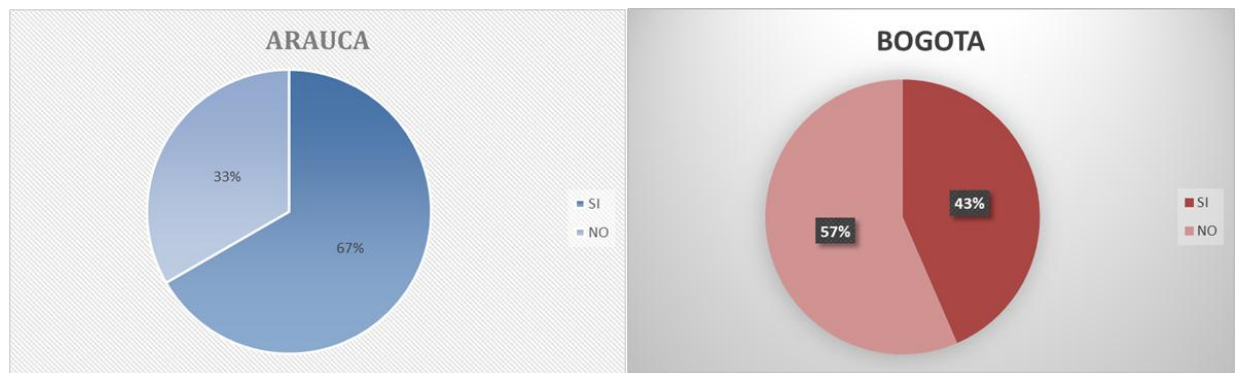 ARAUCA
33%
67%
SI
NO
BOGOTA
43%
57%
SI
NO